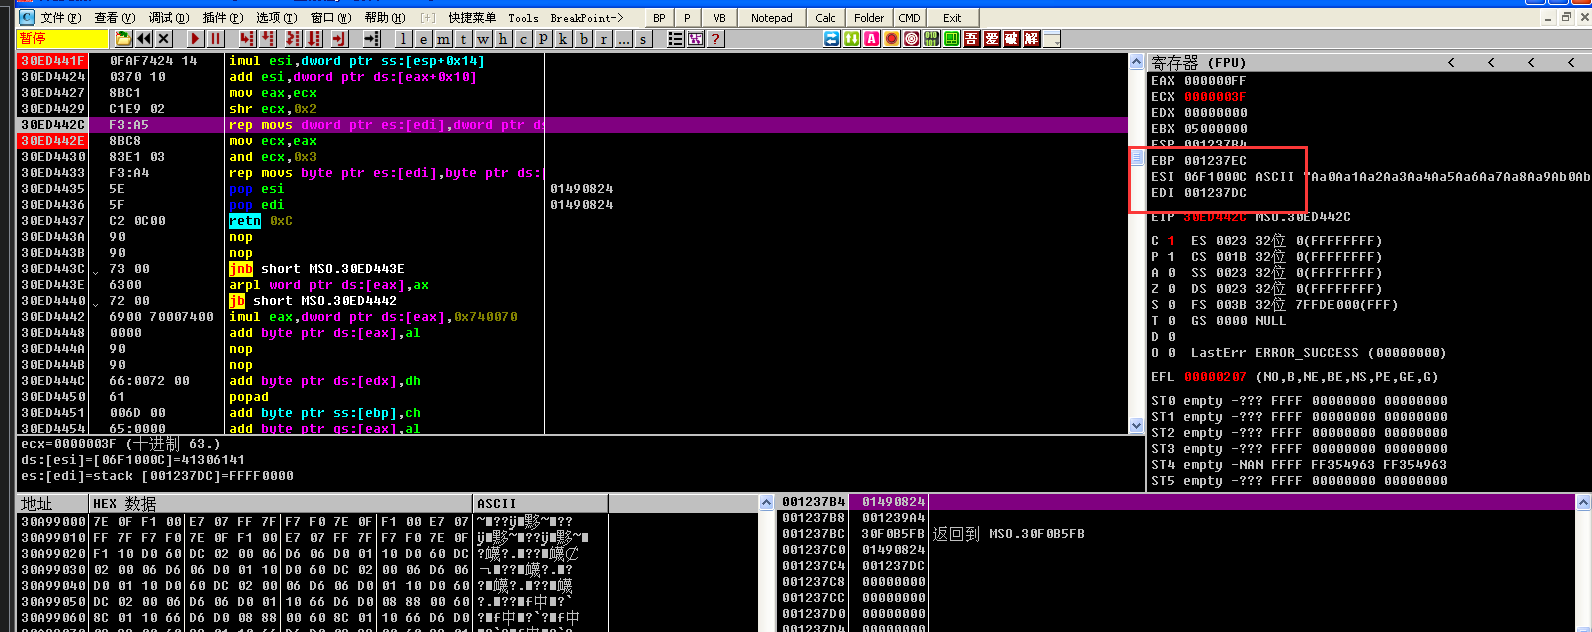 文件(F) 查看(V) 调试(D) 插件(P) 选项(T) 窗口(W) 帮助(H) [+] 快捷菜单 Tools BreakPoint-> BP P VB Notepad Calc Folder CMD Exit
暂停 l e m t w h c p k b r ... s ? A 吾 爱 破 解
30ED441F 0FAF7424 14 imul esi,dword ptr ss:[esp+0x14]
30ED4424 0370 10 add esi,dword ptr ds:[eax+0x10]
30ED4427 8BC1 mov eax,ecx
30ED4429 C1E9 02 shr ecx,0x2
30ED442C F3:A5 rep movs dword ptr es:[edi],dword ptr ds
30ED442E 8BC8 mov ecx,eax
30ED4430 83E1 03 and ecx,0x3
30ED4433 F3:A4 rep movs byte ptr es:[edi],byte ptr ds:
30ED4435 5E pop esi 01490824
30ED4436 5F pop edi 01490824
30ED4437 C2 0C00 retn 0xC
30ED443A 90 nop
30ED443B 90 nop
30ED443C 73 00 jnb short MSO.30ED443E
30ED443E 6300 arpl word ptr ds:[eax],ax
30ED4440 72 00 jb short MSO.30ED4442
30ED4442 6900 70007400 imul eax,dword ptr ds:[eax],0x740070
30ED4448 0000 add byte ptr ds:[eax],al
30ED444A 90 nop
30ED444B 90 nop
30ED444C 66:0072 00 add byte ptr ds:[edx],dh
30ED4450 61 popad
30ED4451 006D 00 add byte ptr ss:[ebp],ch
30ED4454 65:0000 add byte ptr gs:[eax],al
ecx=0000003F (十进制 63.)
ds:[esi]=[06F1000C]=41306141
es:[edi]=stack [001237DC]=FFFF0000
寄存器 (FPU) < < < <
EAX 000000FF
ECX 0000003F
EDX 00000000
EBX 05000000
ESP 001237B4
EBP 001237EC
ESI 06F1000C ASCII "Aa0Aa1Aa2Aa3Aa4Aa5Aa6Aa7Aa8Aa9Ab0Ab
EDI 001237DC
EIP 30ED442C MSO.30ED442C
C 1 ES 0023 32位 0(FFFFFFFF)
P 1 CS 001B 32位 0(FFFFFFFF)
A 0 SS 0023 32位 0(FFFFFFFF)
Z 0 DS 0023 32位 0(FFFFFFFF)
S 0 FS 003B 32位 7FFDE000(FFF)
T 0 GS 0000 NULL
D 0
O 0 LastErr ERROR_SUCCESS (00000000)
EFL 00000207 (NO,B,NE,BE,NS,PE,GE,G)
ST0 empty -??? FFFF 00000000 00000000
ST1 empty -??? FFFF 00000000 00000000
ST2 empty -??? FFFF 00000000 00000000
ST3 empty -??? FFFF 00000000 00000000
ST4 empty -NAN FFFF FF354963 FF354963
ST5 empty -??? FFFF 00000000 00000000
地址 HEX 数据 ASCII
30A99000 7E 0F F1 00 E7 07 FF 7F F7 F0 7E 0F F1 00 E7 07
30A99010 FF 7F F7 F0 7E 0F F1 00 E7 07 FF 7F F7 F0 7E 0F
30A99020 F1 10 D0 60 DC 02 00 06 D6 06 D0 01 10 D0 60 DC
30A99030 02 00 06 D6 06 D0 01 10 D0 60 DC 02 00 06 D6 06
30A99040 D0 01 10 D0 60 DC 02 00 06 D6 06 D0 01 10 D0 60
30A99050 DC 02 00 06 D6 06 D0 01 10 66 D6 D0 08 88 00 60
30A99060 8C 01 10 66 D6 D0 08 88 00 60 8C 01 10 66 D6 D0
001237B4 01490824
001237B8 001239A4
001237BC 30F0B5FB 返回到 MSO.30F0B5FB
001237C0 01490824
001237C4 001237DC
001237C8 00000000
001237CC 00000000
001237D0 00000000
001237D4 00000000